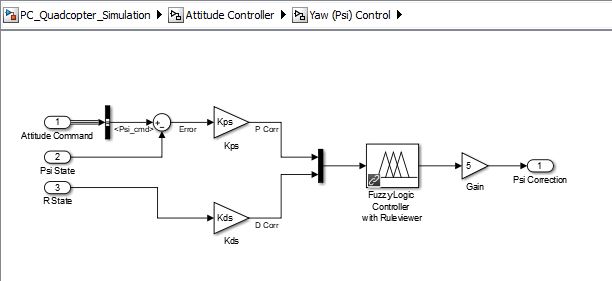 PC_Quadcopter_Simulation Attitude Controller Yaw (Psi) Control
1
Attitude Command
<Psi_cmd>
Error
Kps
Kps
P Corr
2
Psi State
3
R State
Kds
Kds
D Corr
Fuzzy Logic
Controller
with Ruleviewer
5
Gain
1
Psi Correction